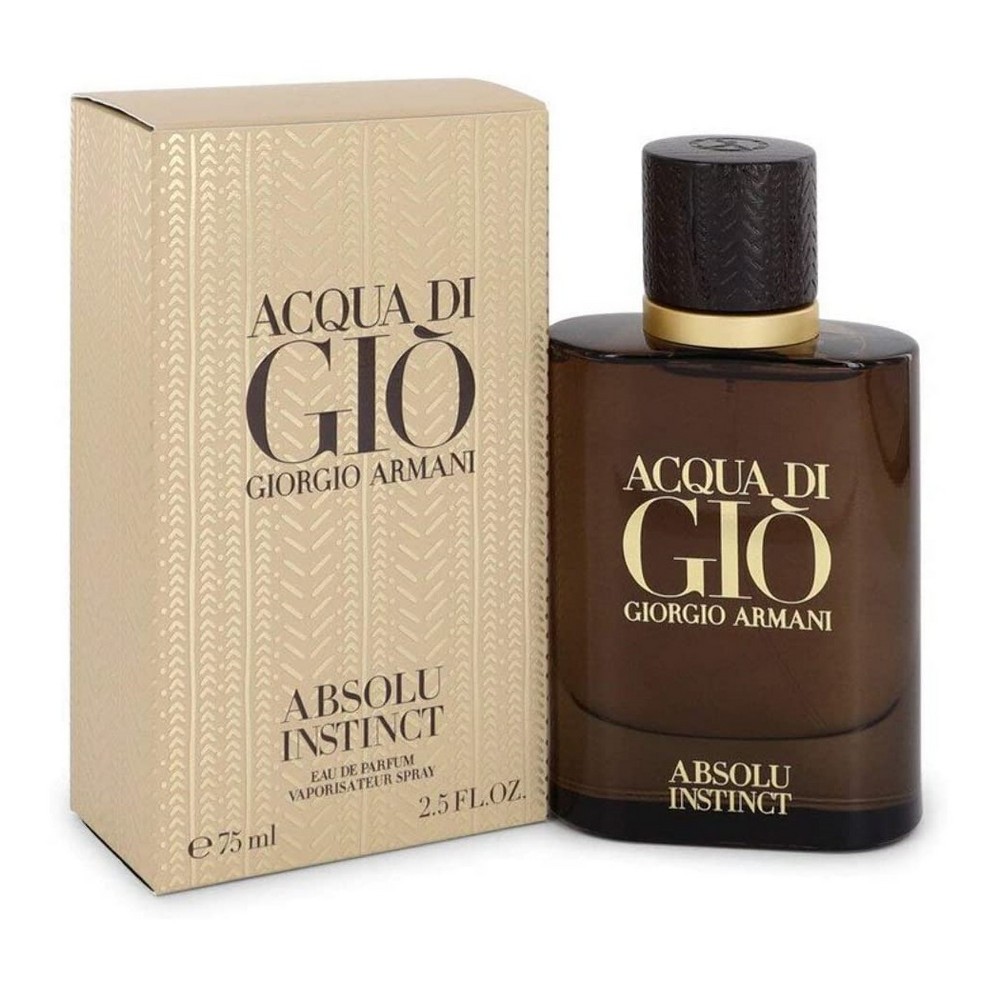 ACQUA DI
GIÒ
GIORGIO ARMANI
ABSOLU
INSTINCT
EAU DE PARFUM
VAPORISATEUR SPRAY
℮ 75 ml
2.5 FL.OZ.
ACQUA DI
GIÒ
GIORGIO ARMANI
ABSOLU
INSTINCT